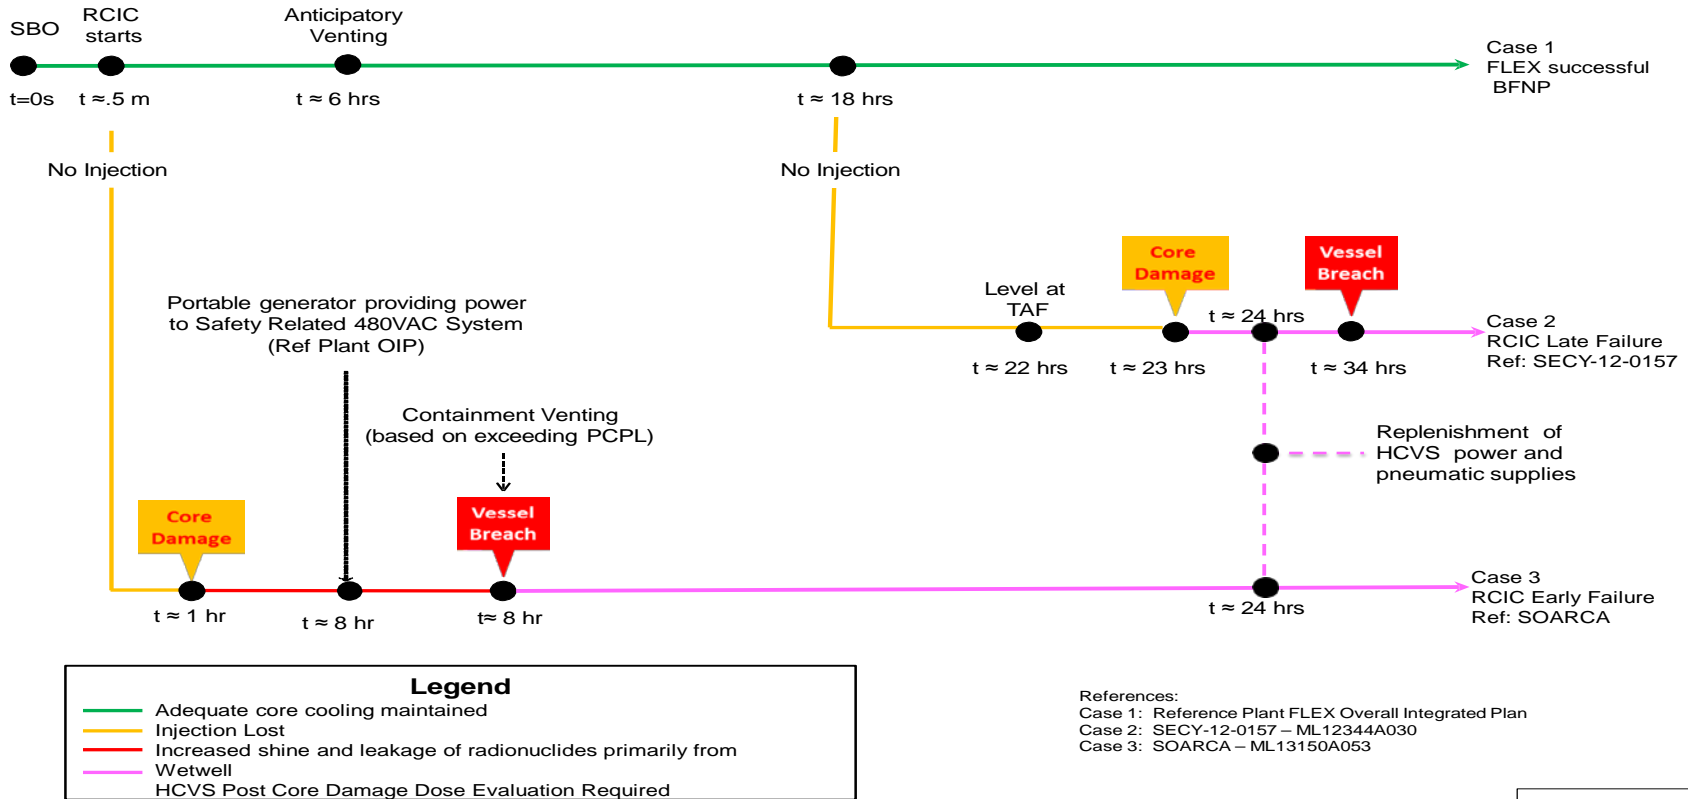 SBO
RCIC
starts
Anticipatory
Venting
t=0s
t ≈.5 m
t ≈ 6 hrs
t ≈ 18 hrs
Case 1
FLEX successful
BFNP
No Injection
No Injection
Core
Damage
Vessel
Breach
Level at
TAF
t ≈ 24 hrs
t ≈ 22 hrs
t ≈ 23 hrs
t ≈ 34 hrs
Case 2
RCIC Late Failure
Ref: SECY-12-0157
Portable generator providing power
to Safety Related 480VAC System
(Ref Plant OIP)
Containment Venting
(based on exceeding PCPL)
Replenishment of
HCVS power and
pneumatic supplies
Core
Damage
Vessel
Breach
t ≈ 1 hr
t ≈ 8 hr
t≈ 8 hr
t ≈ 24 hrs
Case 3
RCIC Early Failure
Ref: SOARCA
Legend
Adequate core cooling maintained
Injection Lost
Increased shine and leakage of radionuclides primarily from
Wetwell
HCVS Post Core Damage Dose Evaluation Required
References:
Case 1: Reference Plant FLEX Overall Integrated Plan
Case 2: SECY-12-0157 – ML12344A030
Case 3: SOARCA – ML13150A053